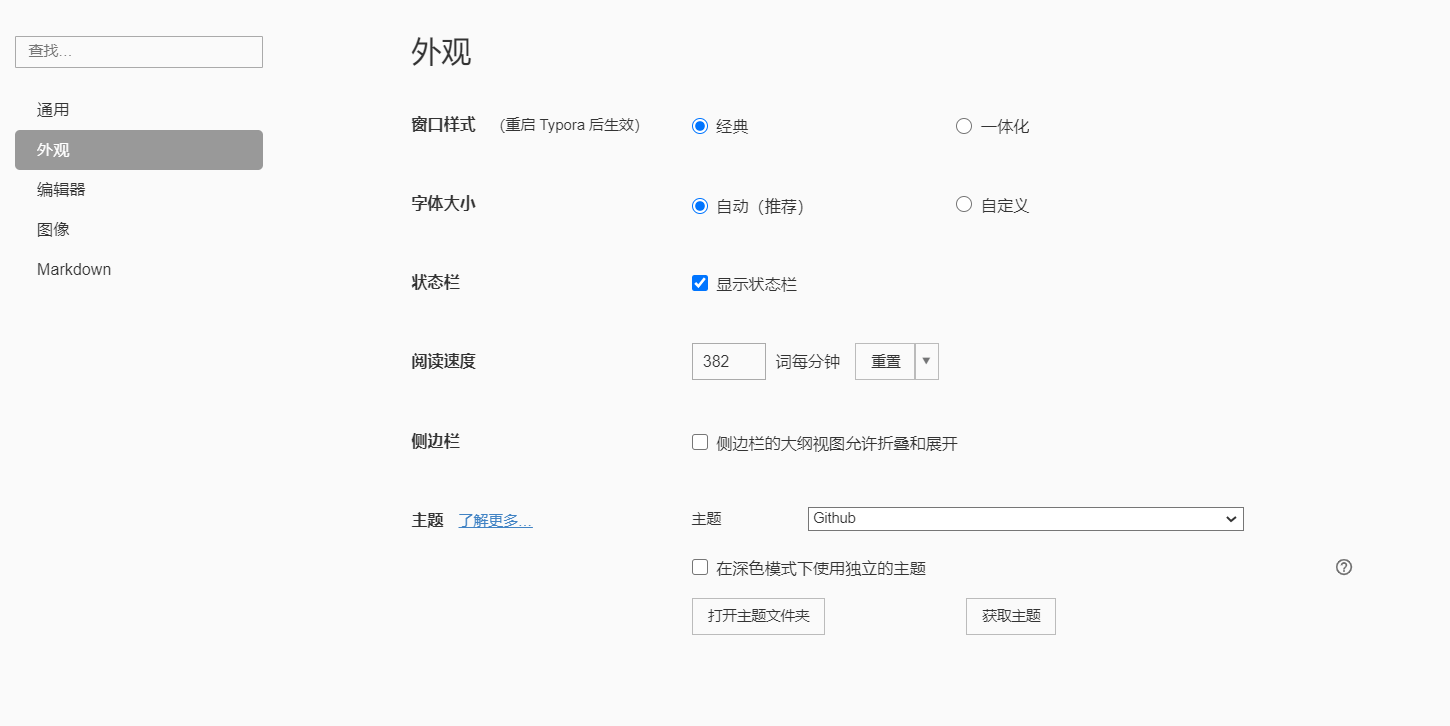 查找...
通用
外观
编辑器
图像
Markdown
外观
窗口样式 (重启 Typora 后生效) 经典 一体化
字体大小 自动（推荐） 自定义
状态栏 显示状态栏
阅读速度 382 词每分钟 重置
侧边栏 侧边栏的大纲视图允许折叠和展开
主题 了解更多... 主题 Github
在深色模式下使用独立的主题
打开主题文件夹 获取主题